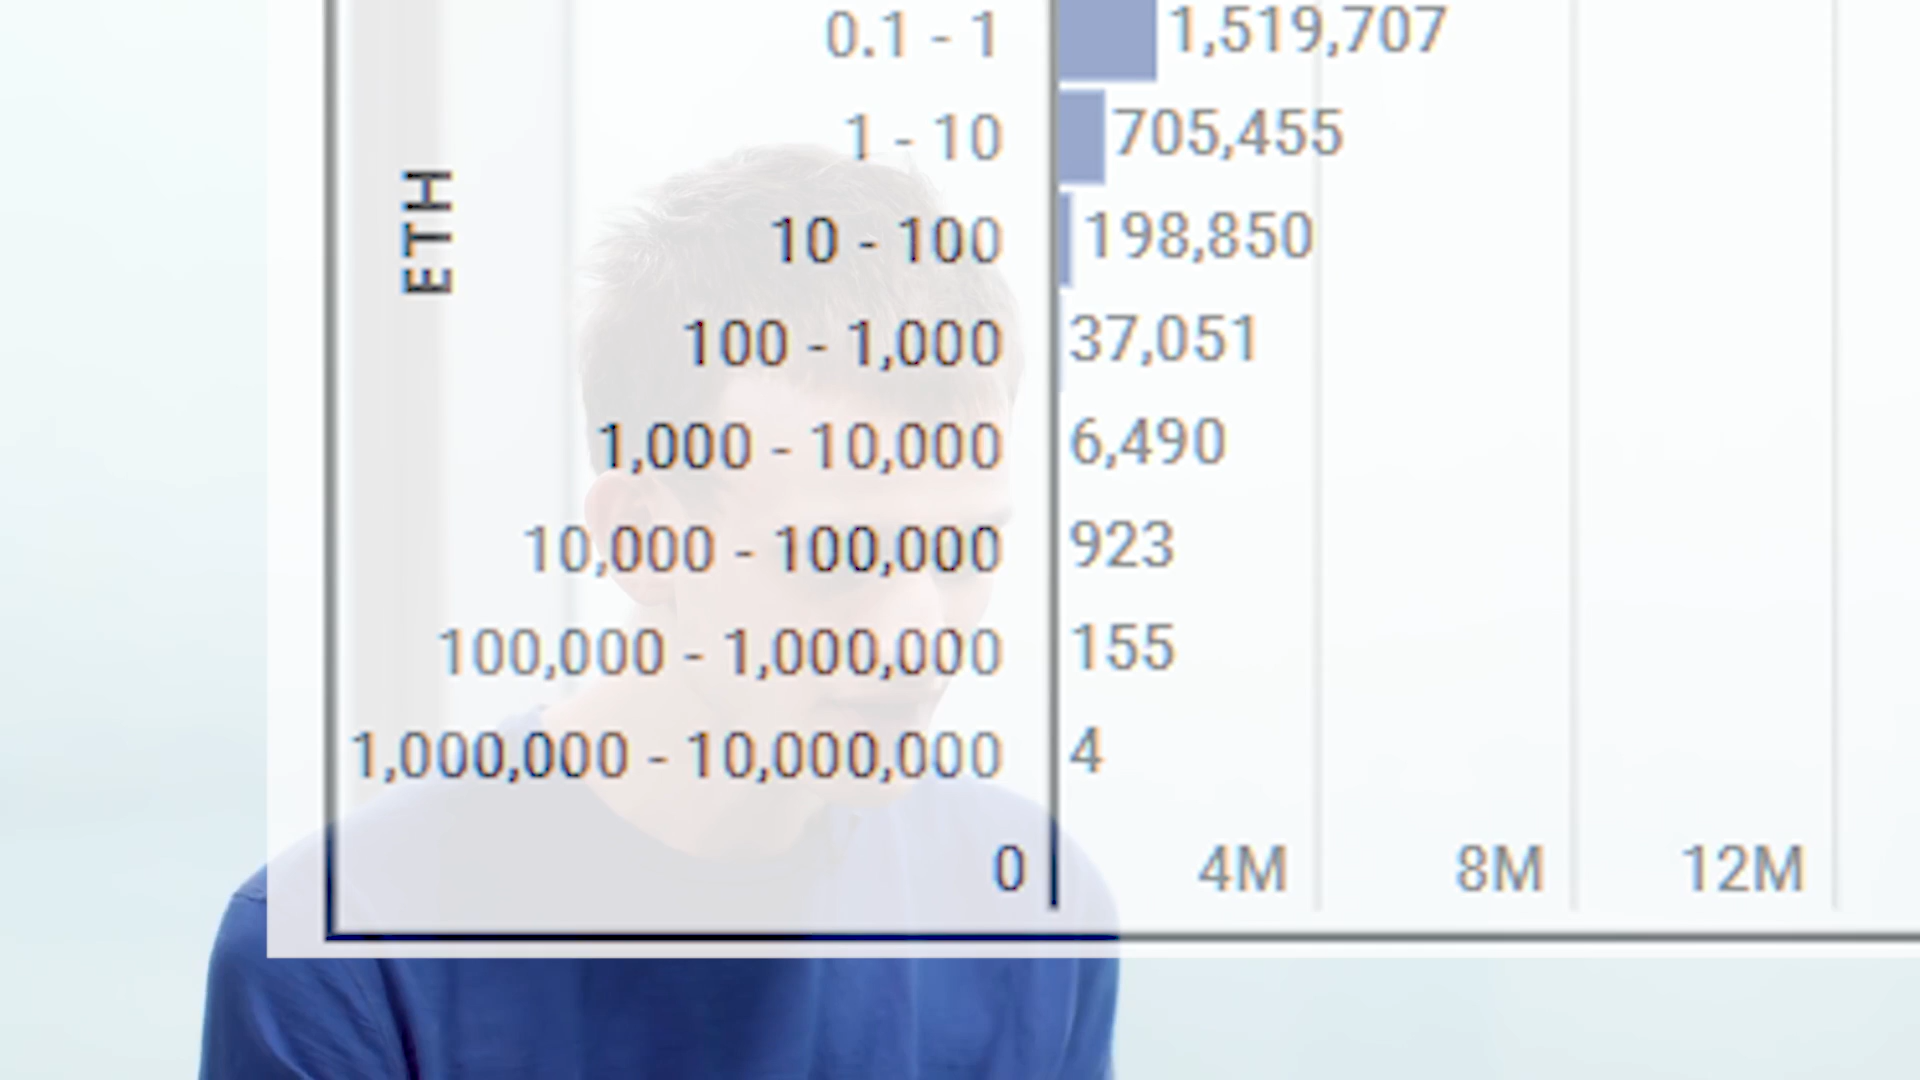 0.1 - 1 1,519,707
1 - 10 705,455
10 - 100 198,850
100 - 1,000 37,051
1,000 - 10,000 6,490
10,000 - 100,000 923
100,000 - 1,000,000 155
1,000,000 - 10,000,000 4
ETH
0 4M 8M 12M